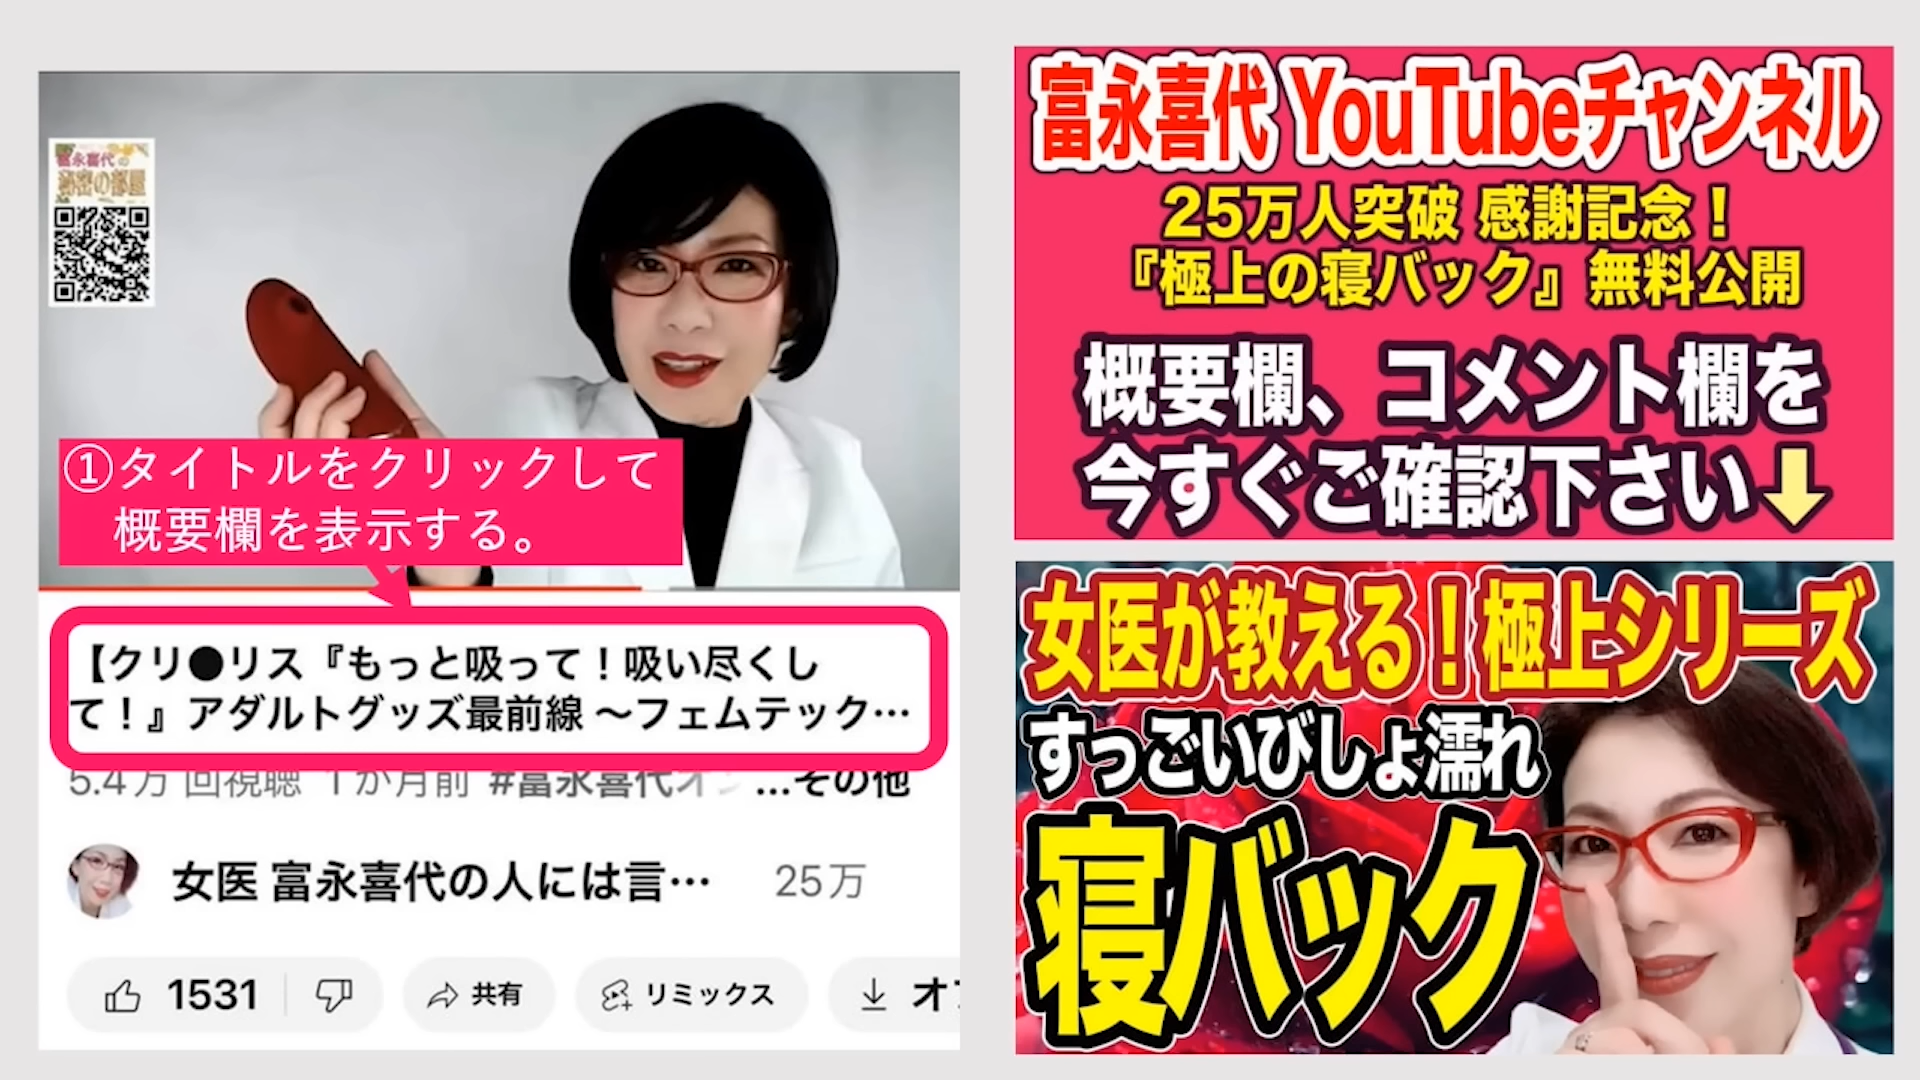 富永喜代の
秘密の部屋
①タイトルをクリックして
概要欄を表示する。
【クリ●リス『もっと吸って！吸い尽くし
て！』アダルトグッズ最前線 ～フェムテック…
5.4万 回視聴 1か月前 #富永喜代オン ...その他
女医 富永喜代の人には言… 25万
1531 共有 リミックス オフ
富永喜代 YouTubeチャンネル
25万人突破 感謝記念！
『極上の寝バック』無料公開
概要欄、コメント欄を
今すぐご確認下さい
女医が教える！極上シリーズ
すっごいびしょ濡れ
寝バック